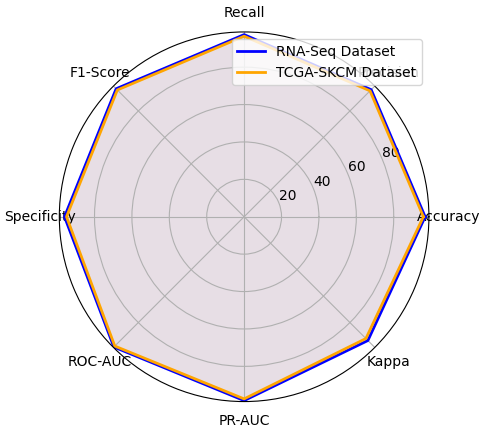 Recall
RNA-Seq Dataset
TCGA-SKCM Dataset
F1-Score
80
60
40
20
Specificity
Accuracy
ROC-AUC
Kappa
PR-AUC